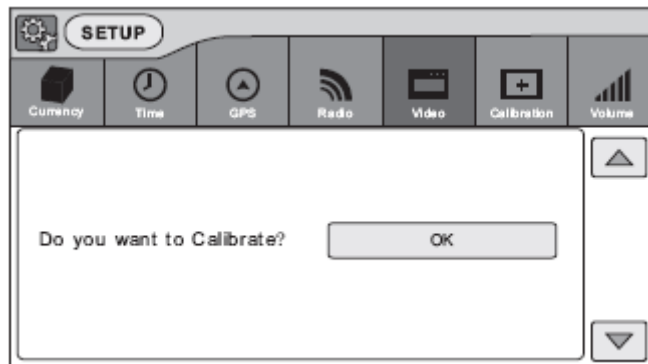 SETUP
Currency Time GPS Radio Video Calibration Volume
Do you want to Calibrate? OK